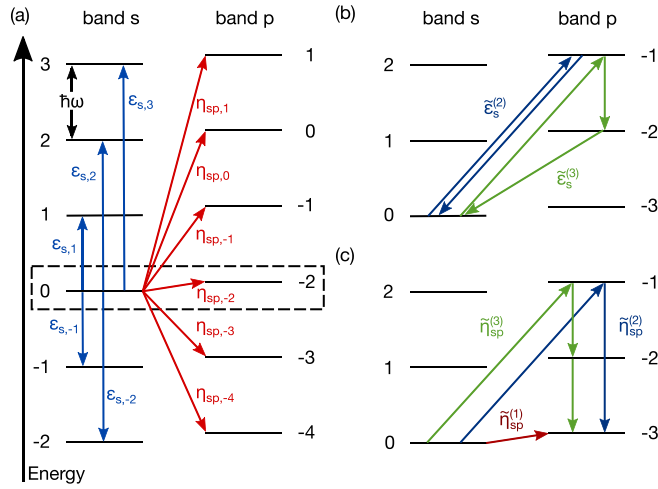 (a)
band s
band p
3
2
1
0
-1
-2
ħω
εs,3
εs,2
εs,1
εs,-1
εs,-2
ηsp,1
ηsp,0
ηsp,-1
ηsp,-2
ηsp,-3
ηsp,-4
1
0
-1
-2
-3
-4
Energy
(b)
band s
band p
2
1
0
-1
-2
-3
ε̃s(2)
ε̃s(3)
(c)
2
1
0
-1
-2
-3
η̃sp(3)
η̃sp(2)
η̃sp(1)